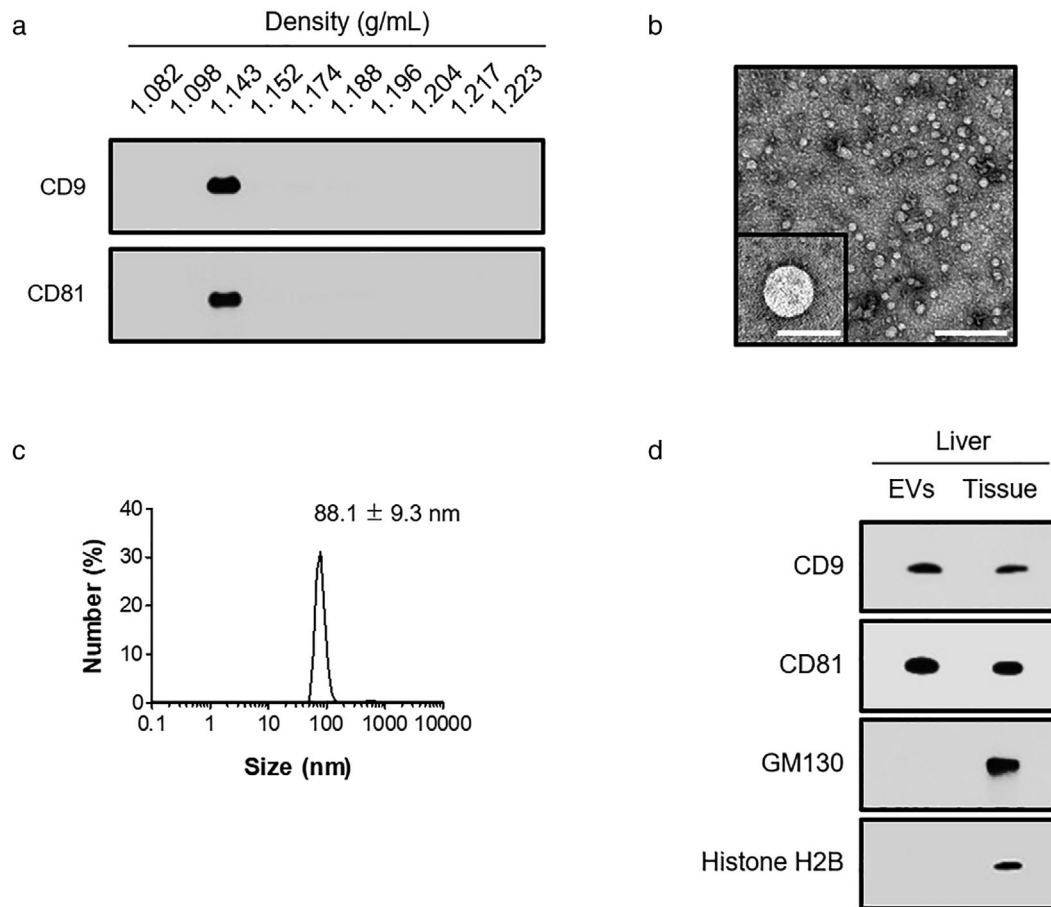 a
Density (g/mL)
1.082 1.098 1.143 1.152 1.174 1.188 1.196 1.204 1.217 1.223
CD9
CD81
b
c
88.1 ± 9.3 nm
40
30
20
10
0
Number (%)
0.1 1 10 100 1000 10000
Size (nm)
d
Liver
EVs Tissue
CD9
CD81
GM130
Histone H2B